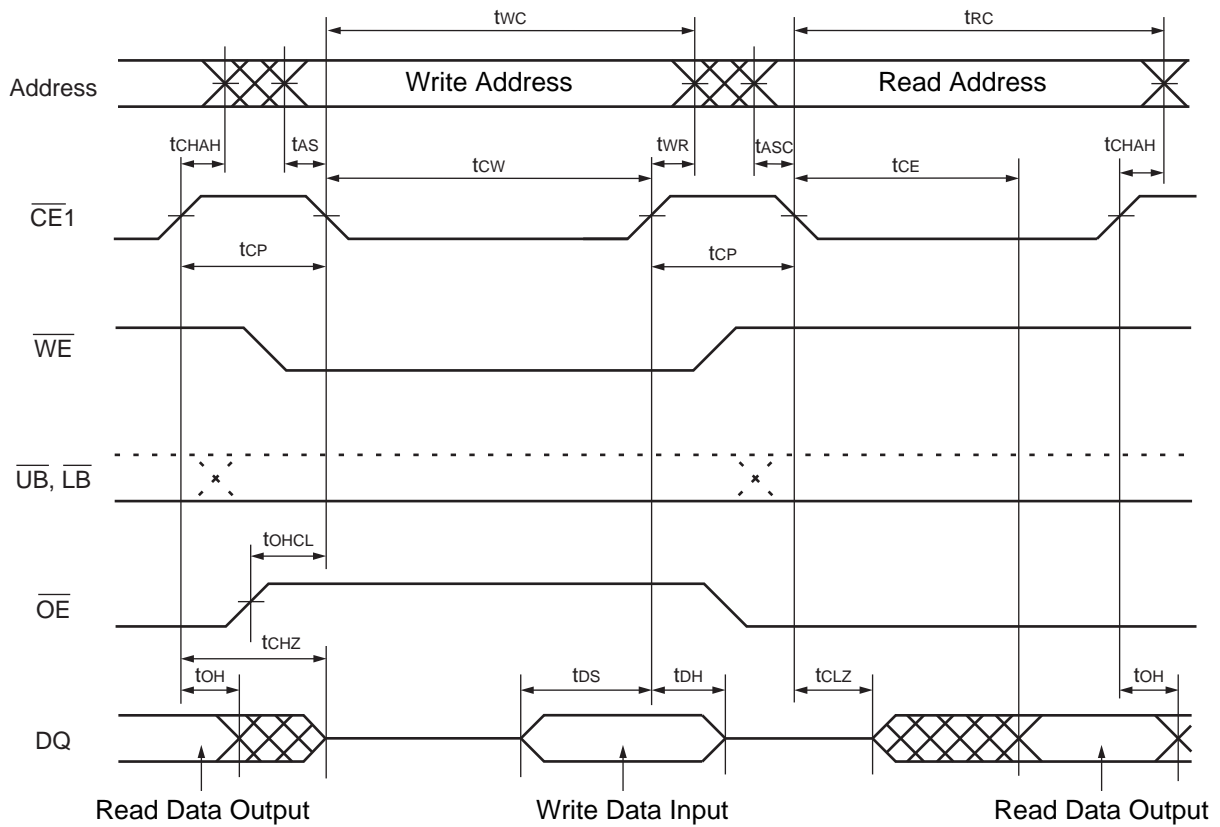 tWC tRC
Address Write Address Read Address
tCHAH tAS tWR tASC tCHAH
tCW tCE
CE1
tCP tCP
WE
UB, LB
tOHCL
OE
tCHZ
tOH tDS tDH tCLZ tOH
DQ
Read Data Output Write Data Input Read Data Output